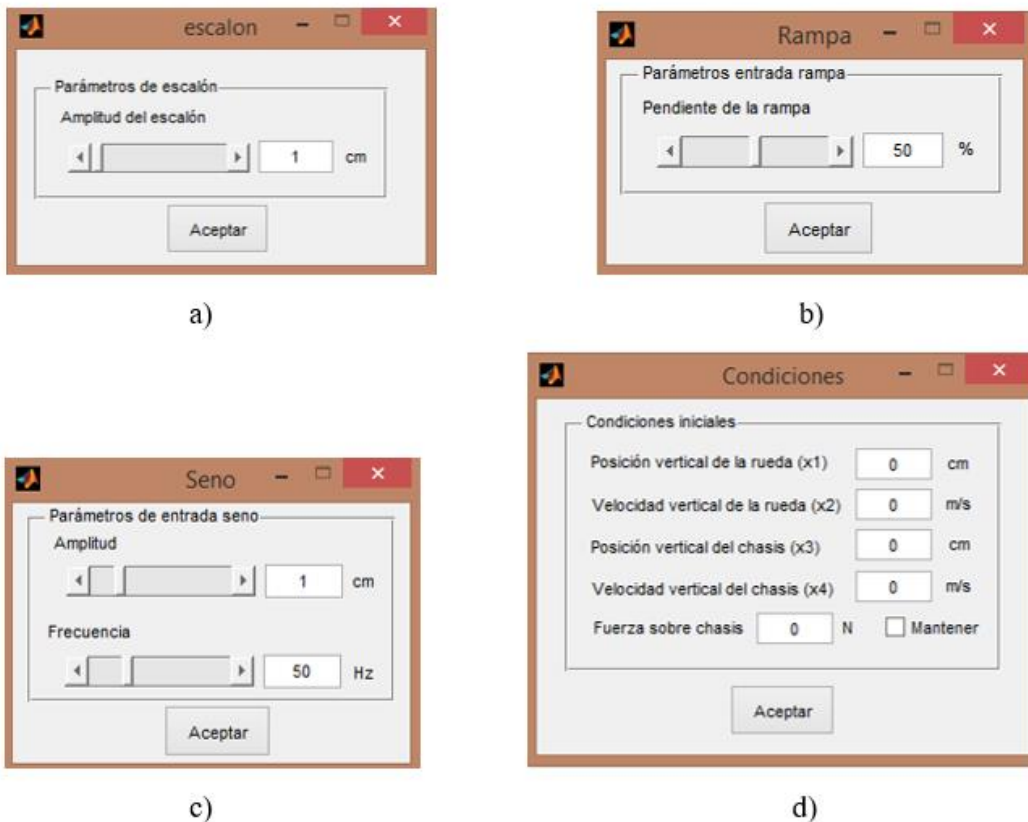 escalon
Parámetros de escalón
Amplitud del escalón
1 cm
Aceptar
a)
Rampa
Parámetros entrada rampa
Pendiente de la rampa
50 %
Aceptar
b)
Seno
Parámetros de entrada seno
Amplitud
1 cm
Frecuencia
50 Hz
Aceptar
c)
Condiciones
Condiciones iniciales
Posición vertical de la rueda (x1) 0 cm
Velocidad vertical de la rueda (x2) 0 m/s
Posición vertical del chasis (x3) 0 cm
Velocidad vertical del chasis (x4) 0 m/s
Fuerza sobre chasis 0 N Mantener
Aceptar
d)